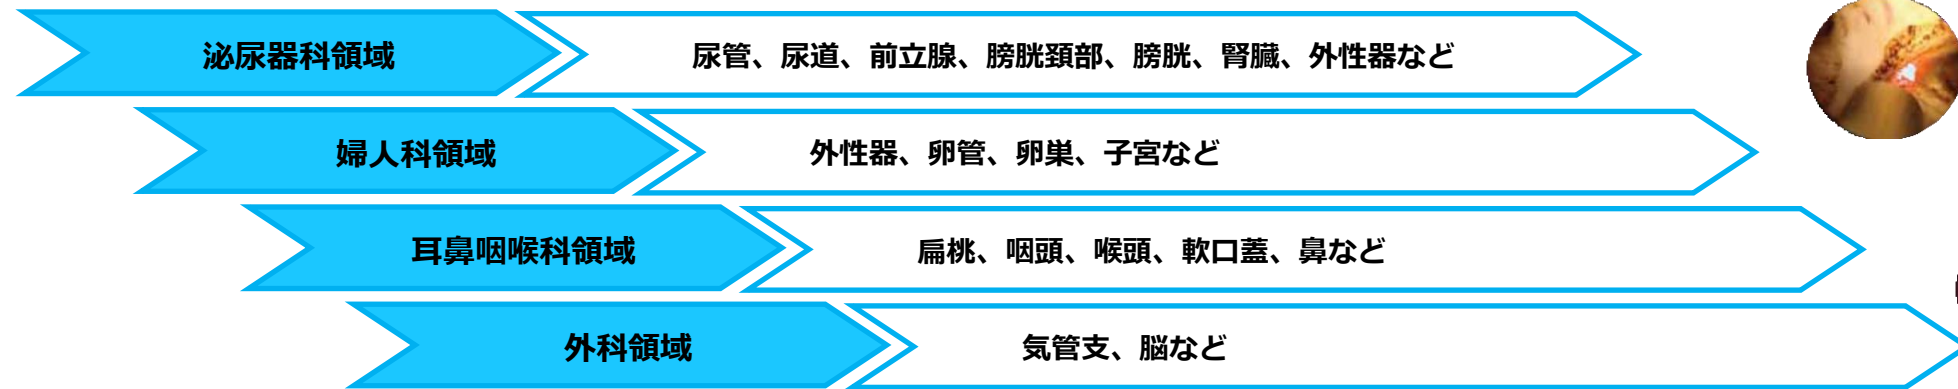 泌尿器科領域
尿管、尿道、前立腺、膀胱頚部、膀胱、腎臓、外性器など
婦人科領域
外性器、卵管、卵巣、子宮など
耳鼻咽喉科領域
扁桃、咽頭、喉頭、軟口蓋、鼻など
外科領域
気管支、脳など